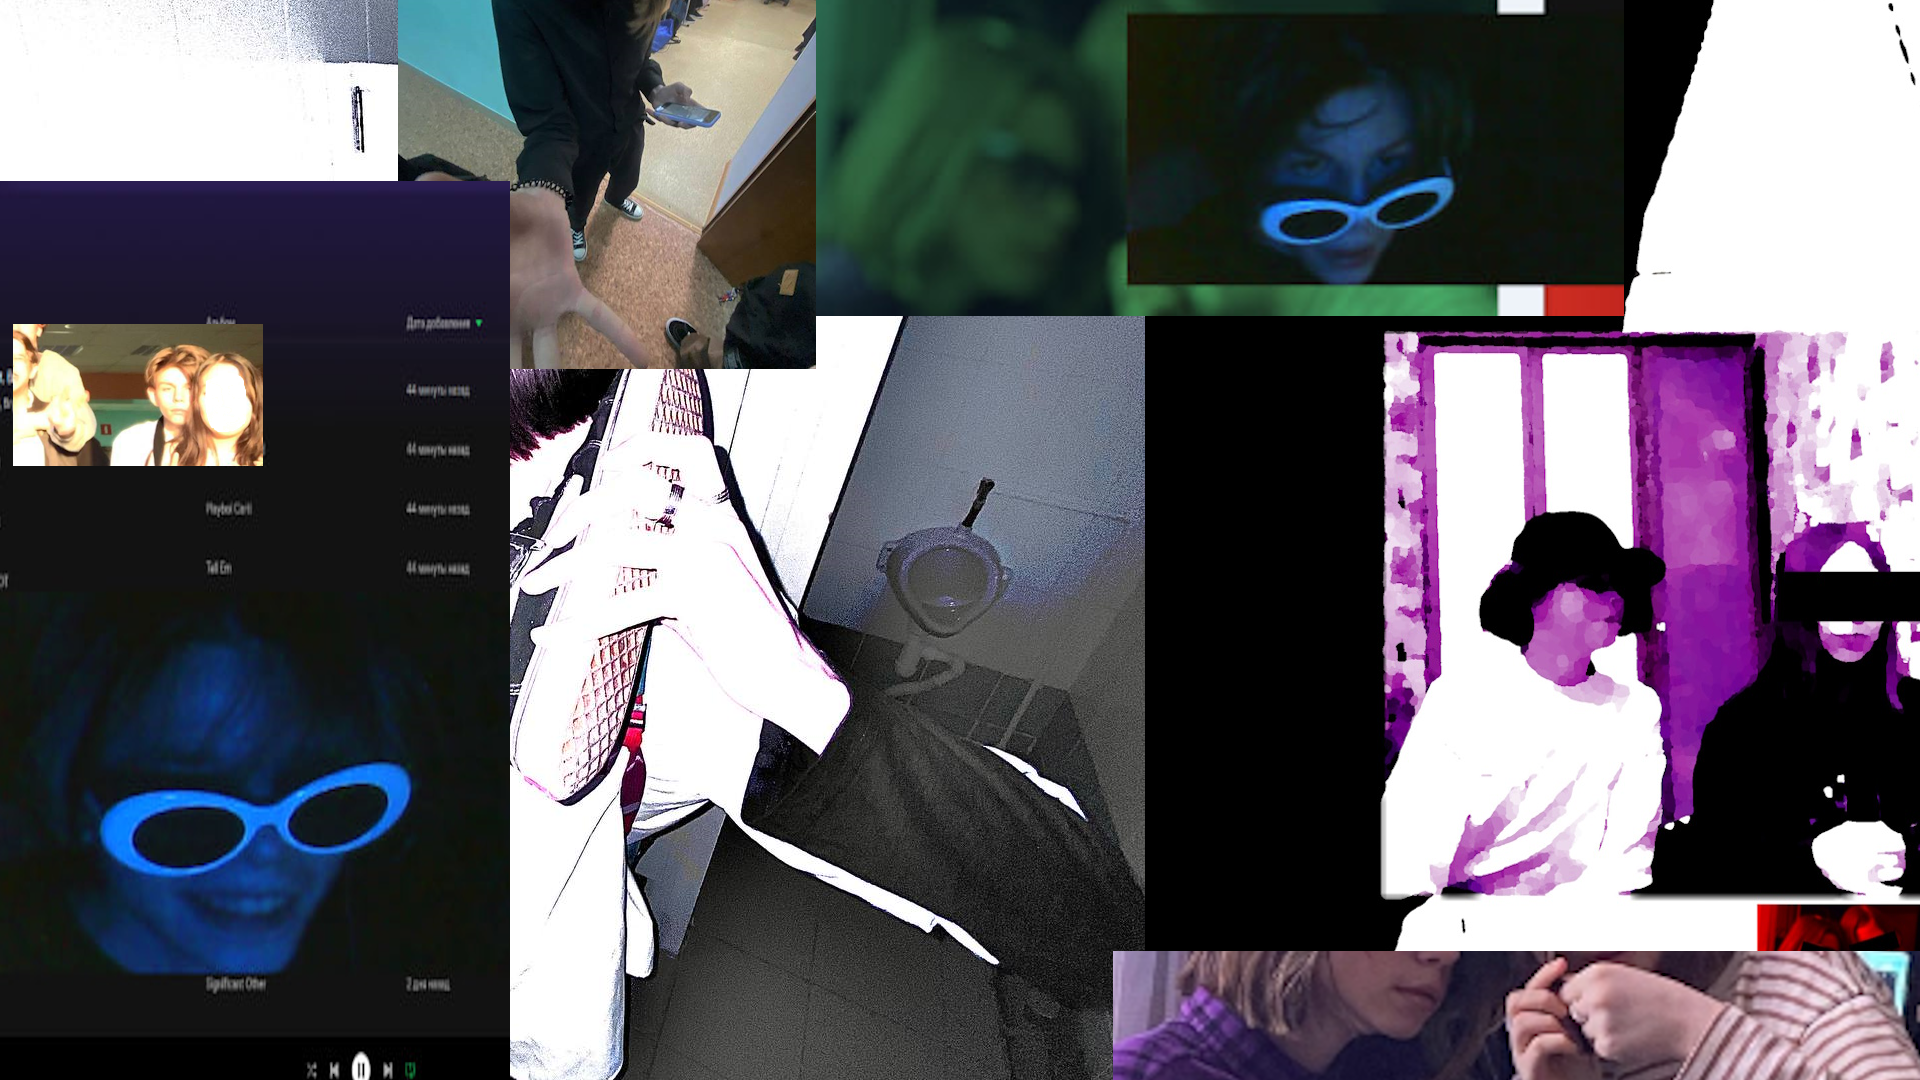 Альбом Дата добавления
44 минуты назад
44 минуты назад
Playboi Carti 44 минуты назад
Tell Em 44 минуты назад
Significant Other 2 дня назад